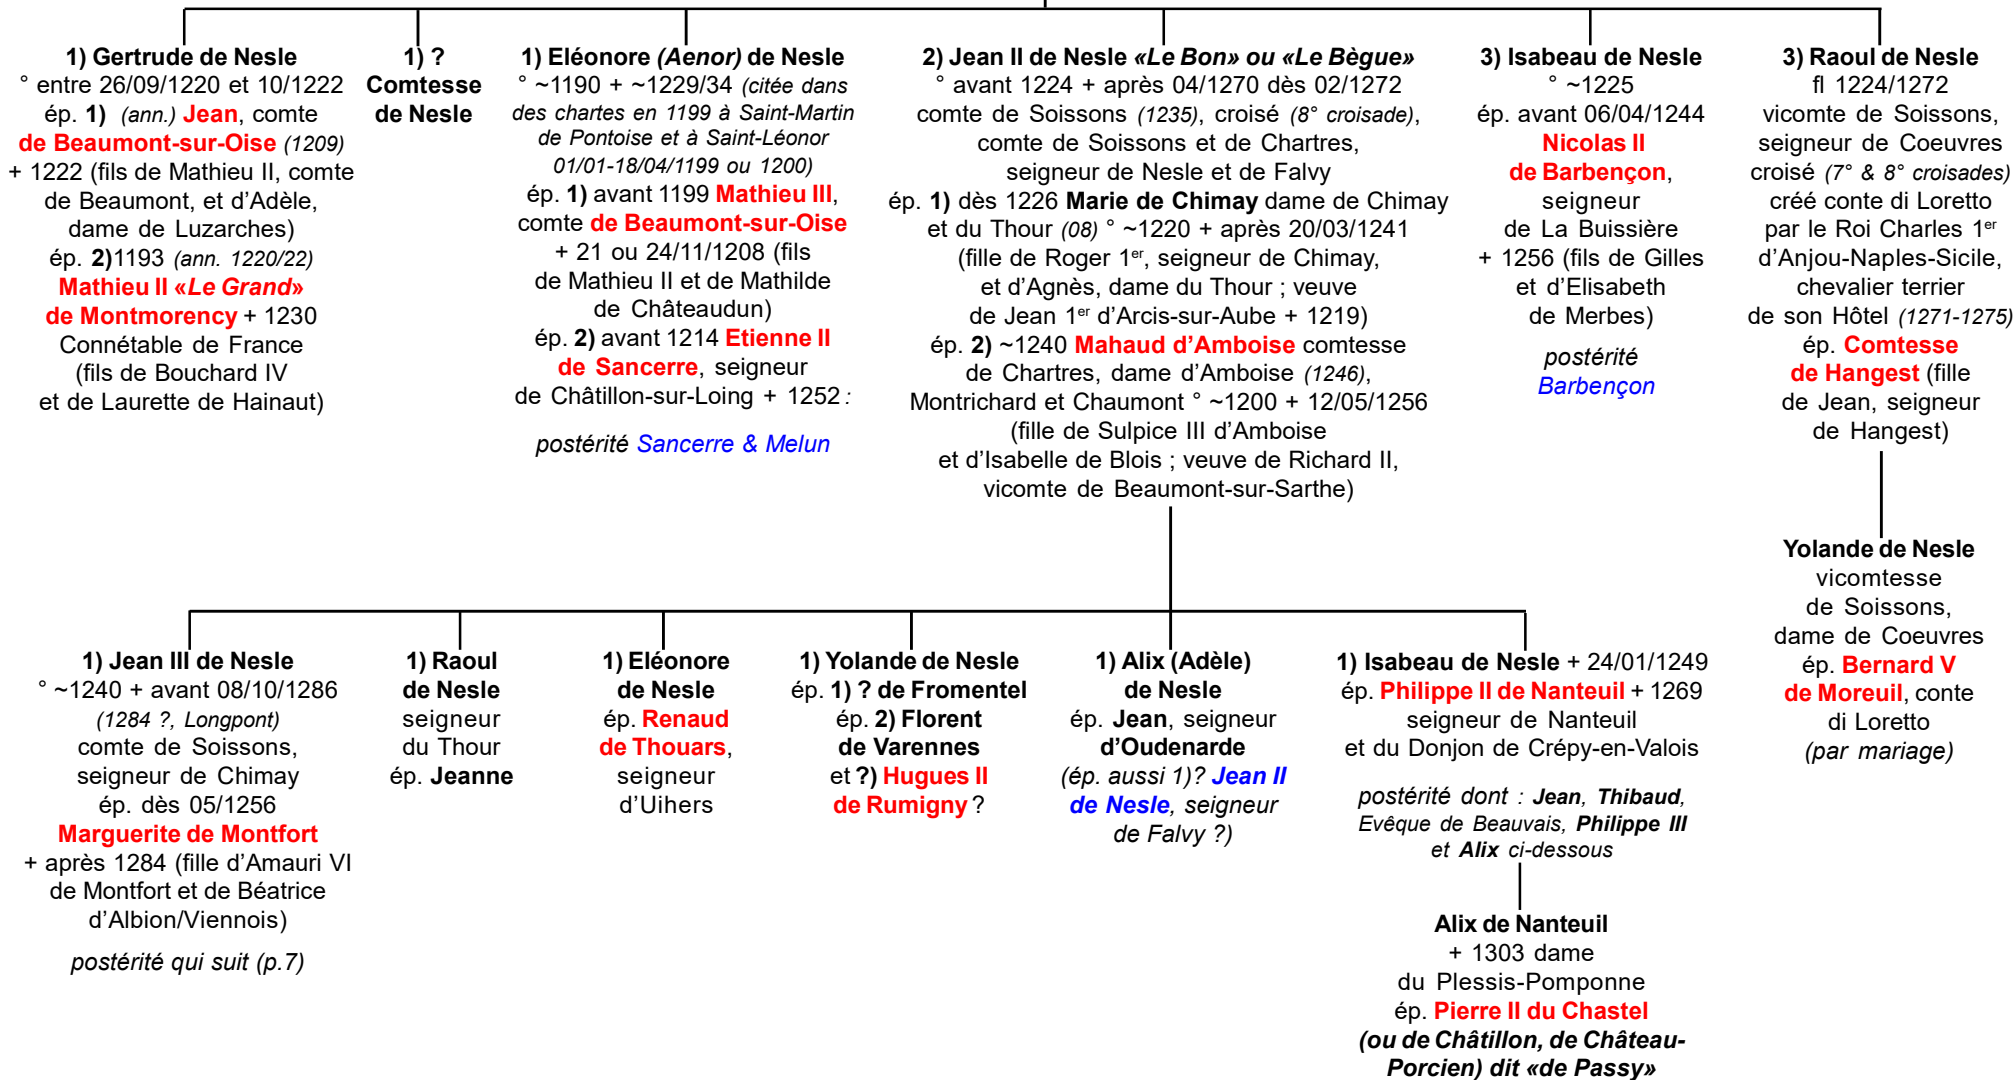 1) Gertrude de Nesle
° entre 26/09/1220 et 10/1222
ép. 1) (ann.) Jean, comte
de Beaumont-sur-Oise (1209)
+ 1222 (fils de Mathieu II, comte
de Beaumont, et d’Adèle,
dame de Luzarches)
ép. 2)1193 (ann. 1220/22)
Mathieu II «Le Grand»
de Montmorency + 1230
Connétable de France
(fils de Bouchard IV
et de Laurette de Hainaut)
1) ?
Comtesse
de Nesle
1) Eléonore (Aenor) de Nesle
° ~1190 + ~1229/34 (citée dans
des chartes en 1199 à Saint-Martin
de Pontoise et à Saint-Léonor
01/01-18/04/1199 ou 1200)
ép. 1) avant 1199 Mathieu III,
comte de Beaumont-sur-Oise
+ 21 ou 24/11/1208 (fils
de Mathieu II et de Mathilde
de Châteaudun)
ép. 2) avant 1214 Etienne II
de Sancerre, seigneur
de Châtillon-sur-Loing + 1252 :
postérité Sancerre & Melun
2) Jean II de Nesle «Le Bon» ou «Le Bègue»
° avant 1224 + après 04/1270 dès 02/1272
comte de Soissons (1235), croisé (8° croisade),
comte de Soissons et de Chartres,
seigneur de Nesle et de Falvy
ép. 1) dès 1226 Marie de Chimay dame de Chimay
et du Thour (08) ° ~1220 + après 20/03/1241
(fille de Roger 1er, seigneur de Chimay,
et d’Agnès, dame du Thour ; veuve
de Jean 1er d’Arcis-sur-Aube + 1219)
ép. 2) ~1240 Mahaud d’Amboise comtesse
de Chartres, dame d’Amboise (1246),
Montrichard et Chaumont ° ~1200 + 12/05/1256
(fille de Sulpice III d’Amboise
et d’Isabelle de Blois ; veuve de Richard II,
vicomte de Beaumont-sur-Sarthe)
3) Isabeau de Nesle
° ~1225
ép. avant 06/04/1244
Nicolas II
de Barbençon,
seigneur
de La Buissière
+ 1256 (fils de Gilles
et d’Elisabeth
de Merbes)
postérité
Barbençon
3) Raoul de Nesle
fl 1224/1272
vicomte de Soissons,
seigneur de Coeuvres
croisé (7° & 8° croisades)
créé conte di Loretto
par le Roi Charles 1er
d’Anjou-Naples-Sicile,
chevalier terrier
de son Hôtel (1271-1275)
ép. Comtesse
de Hangest (fille
de Jean, seigneur
de Hangest)
Yolande de Nesle
vicomtesse
de Soissons,
dame de Coeuvres
ép. Bernard V
de Moreuil, conte
di Loretto
(par mariage)
1) Jean III de Nesle
° ~1240 + avant 08/10/1286
(1284 ?, Longpont)
comte de Soissons,
seigneur de Chimay
ép. dès 05/1256
Marguerite de Montfort
+ après 1284 (fille d’Amauri VI
de Montfort et de Béatrice
d’Albion/Viennois)
postérité qui suit (p.7)
1) Raoul
de Nesle
seigneur
du Thour
ép. Jeanne
1) Eléonore
de Nesle
ép. Renaud
de Thouars,
seigneur
d’Uihers
1) Yolande de Nesle
ép. 1) ? de Fromentel
ép. 2) Florent
de Varennes
et ?) Hugues II
de Rumigny ?
1) Alix (Adèle)
de Nesle
ép. Jean, seigneur
d’Oudenarde
(ép. aussi 1)? Jean II
de Nesle, seigneur
de Falvy ?)
1) Isabeau de Nesle + 24/01/1249
ép. Philippe II de Nanteuil + 1269
seigneur de Nanteuil
et du Donjon de Crépy-en-Valois
postérité dont : Jean, Thibaud,
Evêque de Beauvais, Philippe III
et Alix ci-dessous
Alix de Nanteuil
+ 1303 dame
du Plessis-Pomponne
ép. Pierre II du Chastel
(ou de Châtillon, de Château-
Porcien) dit «de Passy»